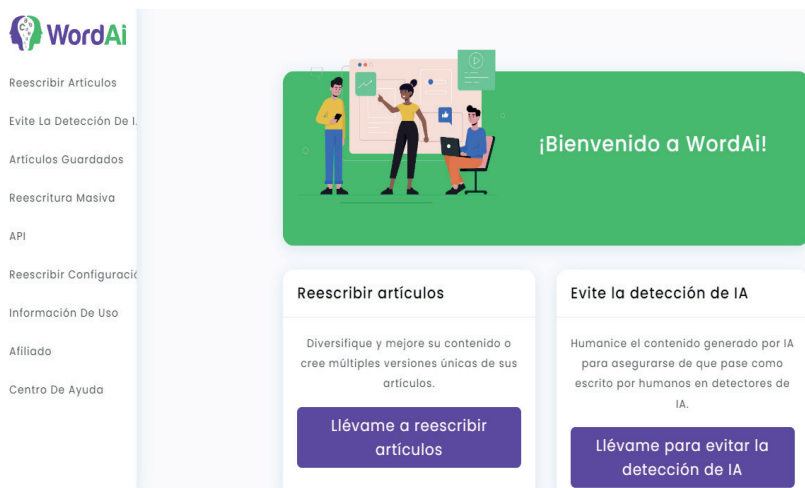 WordAi
Reescribir Artículos
Evite La Detección De I.
Artículos Guardados
Reescritura Masiva
API
Reescribir Configuració
Información De Uso
Afiliado
Centro De Ayuda
¡Bienvenido a WordAi!
Reescribir artículos
Diversifique y mejore su contenido o
cree múltiples versiones únicas de sus
artículos.
Llévame a reescribir
artículos
Evite la detección de IA
Humanice el contenido generado por IA
para asegurarse de que pase como
escrito por humanos en detectores de
IA.
Llévame para evitar la
detección de IA